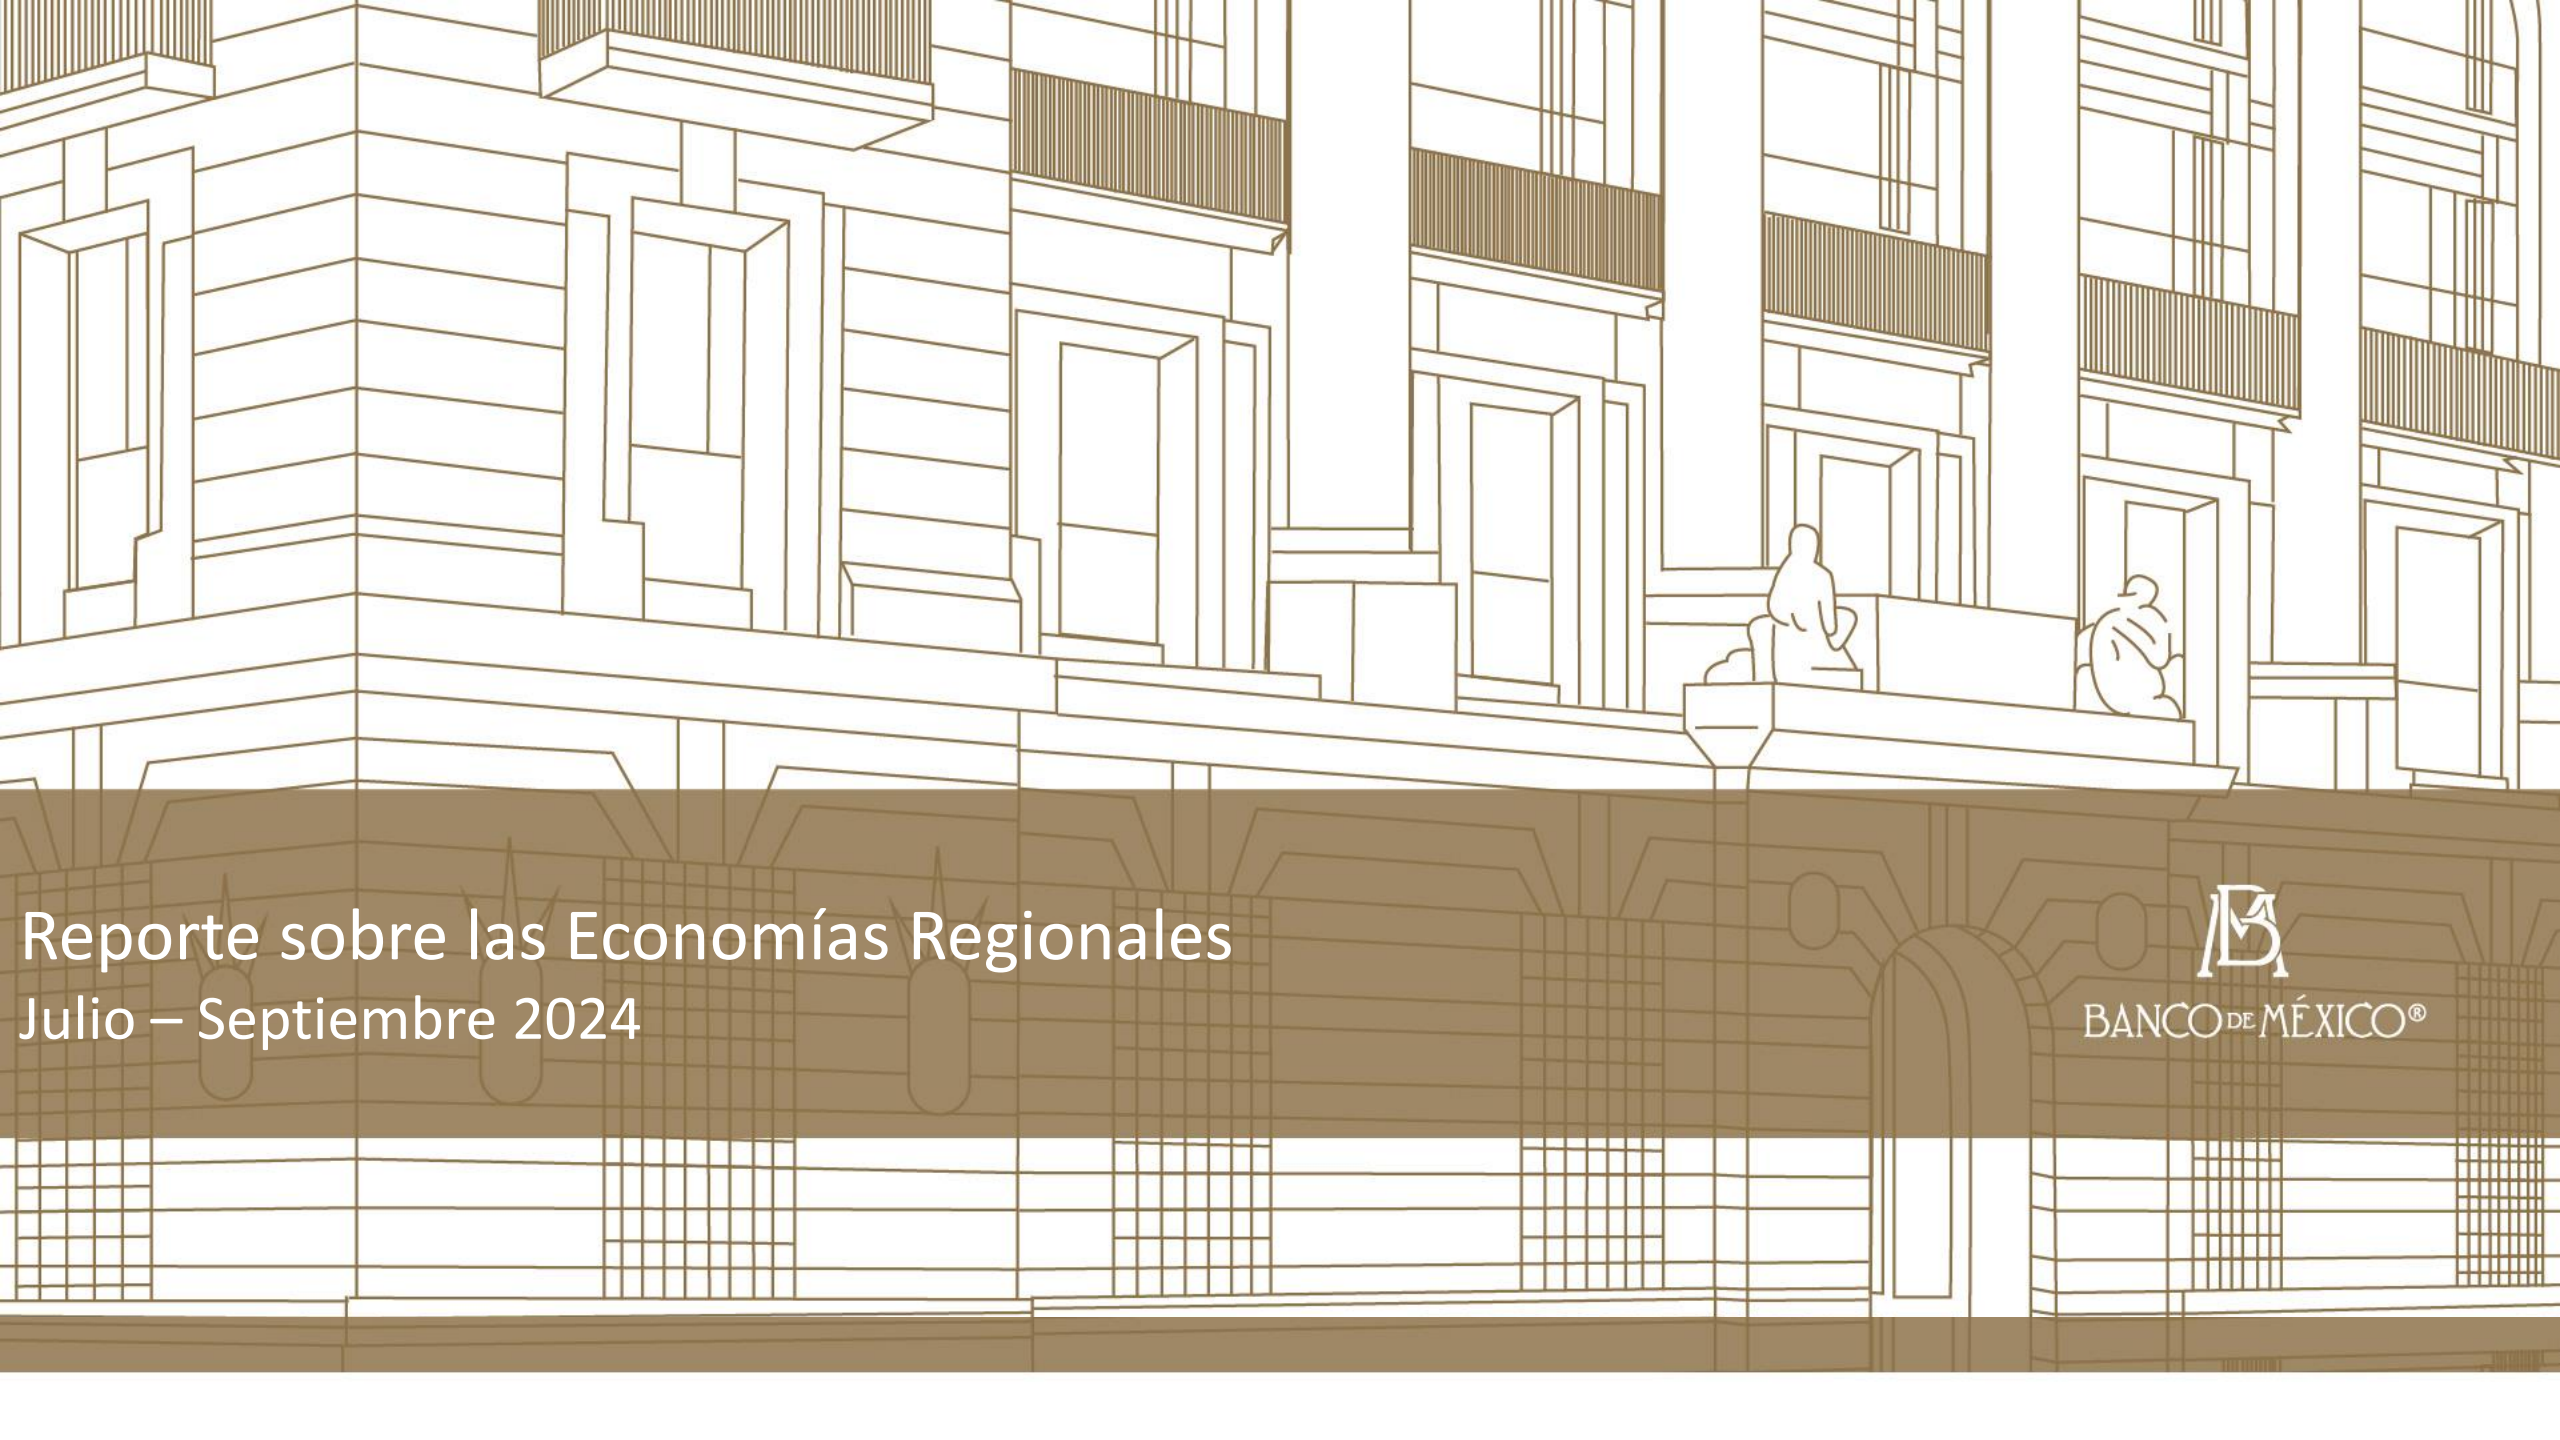 Reporte sobre las Economías Regionales
Julio – Septiembre 2024
BANCO DE MÉXICO®